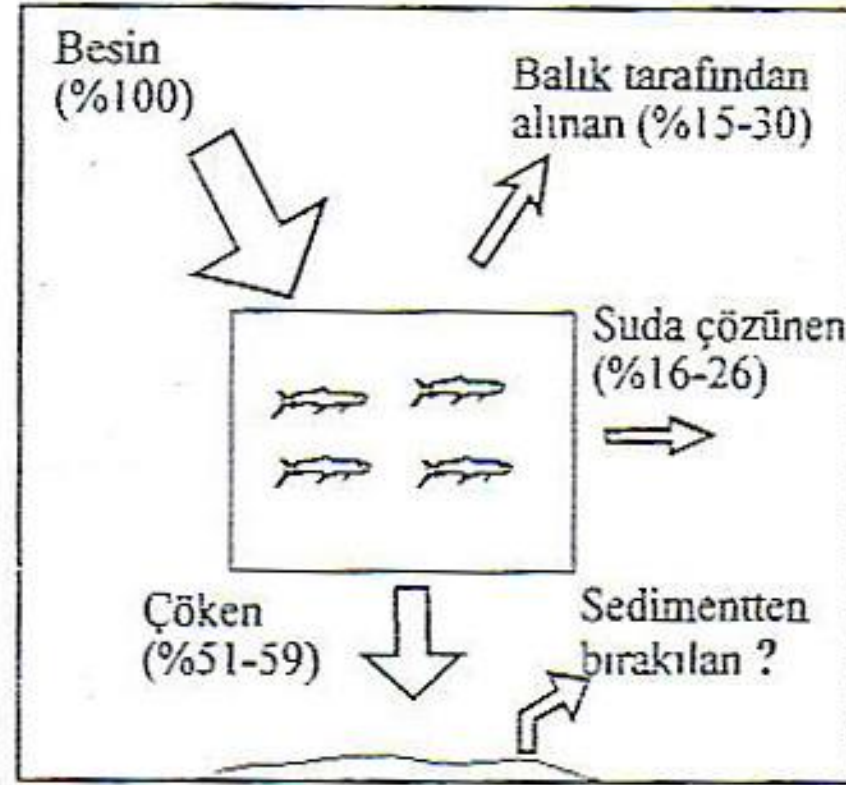 Besin
(%100)
Balık tarafından
alınan (%15-30)
Suda çözünen
(%16-26)
Çöken
(%51-59)
Sedimentten
bırakılan ?